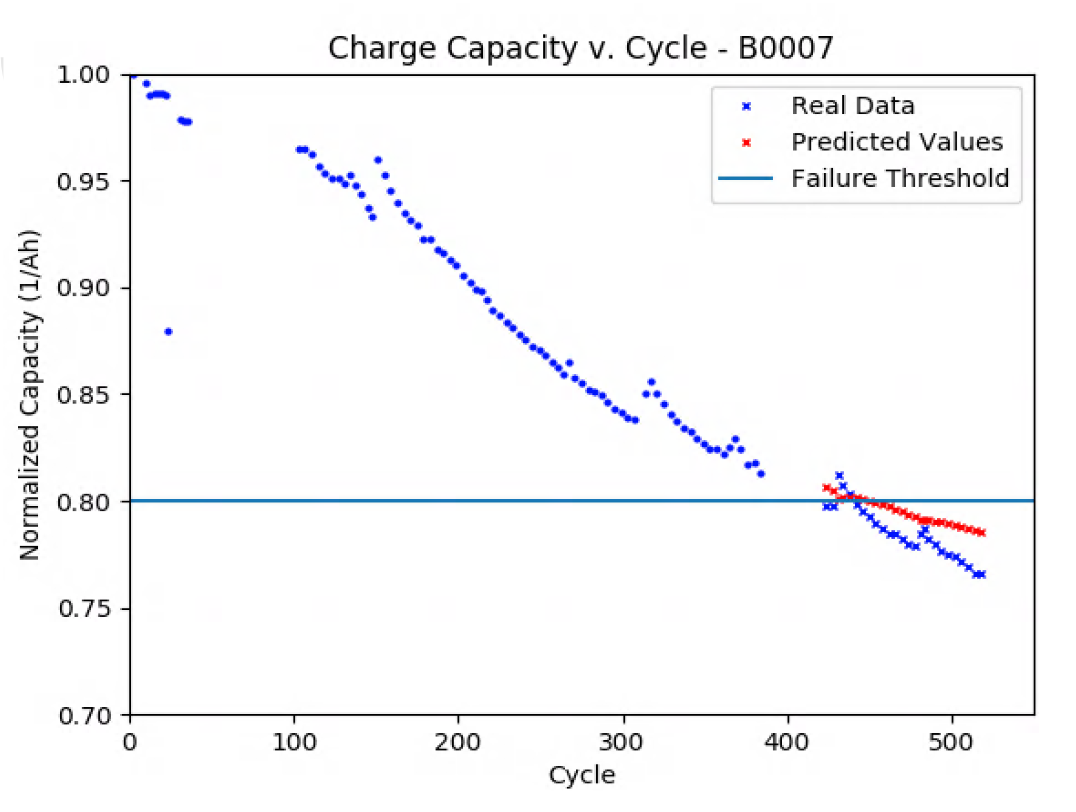 Charge Capacity v. Cycle - B0007
1.00
0.95
0.90
0.85
0.80
0.75
0.70
Normalized Capacity (1/Ah)
Real Data
Predicted Values
Failure Threshold
0 100 200 300 400 500
Cycle